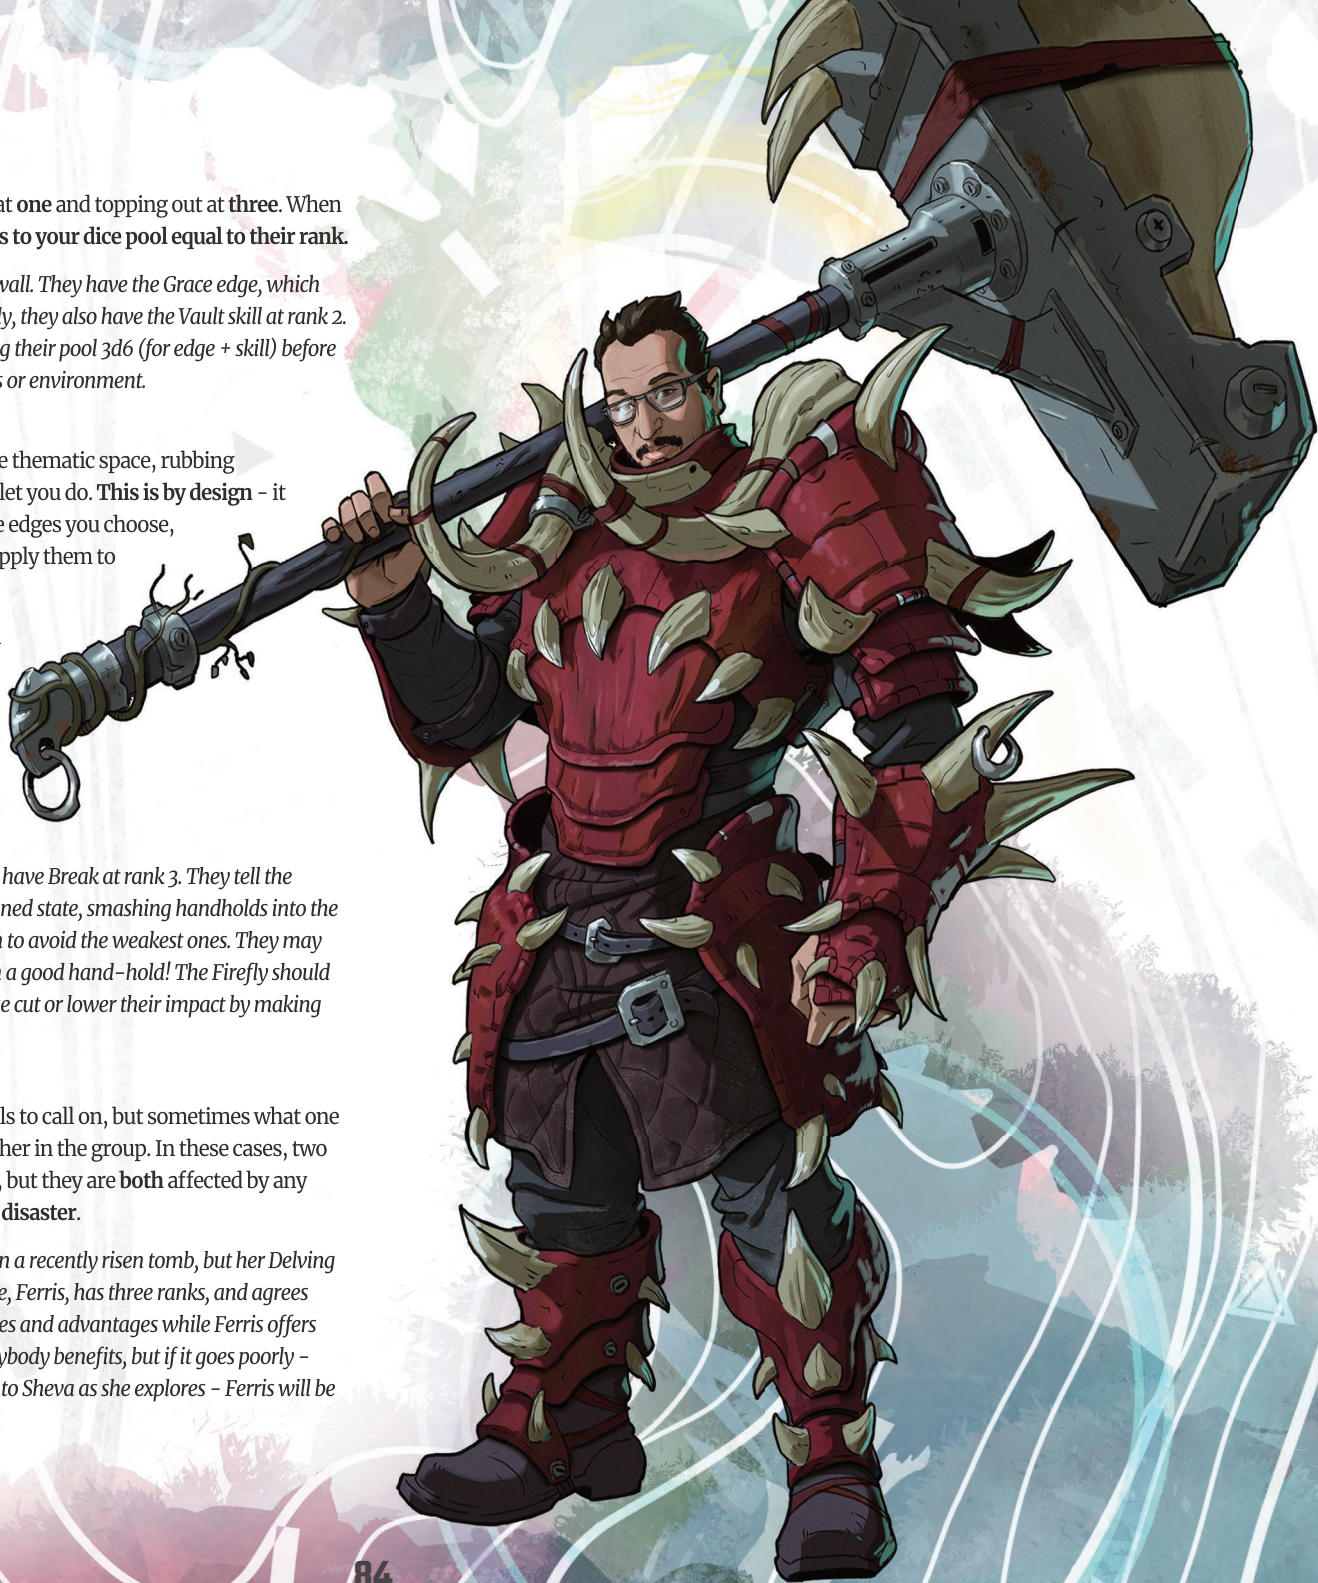 at one and topping out at three. When
s to your dice pool equal to their rank.
wall. They have the Grace edge, which
ly, they also have the Vault skill at rank 2.
g their pool 3d6 (for edge + skill) before
s or environment.
e thematic space, rubbing
let you do. This is by design - it
e edges you choose,
pply them to
have Break at rank 3. They tell the
ned state, smashing handholds into the
to avoid the weakest ones. They may
a good hand-hold! The Firefly should
e cut or lower their impact by making
ls to call on, but sometimes what one
her in the group. In these cases, two
, but they are both affected by any
disaster.
n a recently risen tomb, but her Delving
e, Ferris, has three ranks, and agrees
es and advantages while Ferris offers
ybody benefits, but if it goes poorly -
to Sheva as she explores - Ferris will be
84